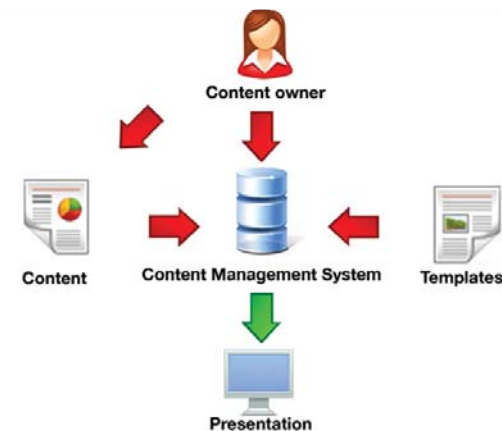 Content owner
Content
Content Management System
Templates
Presentation